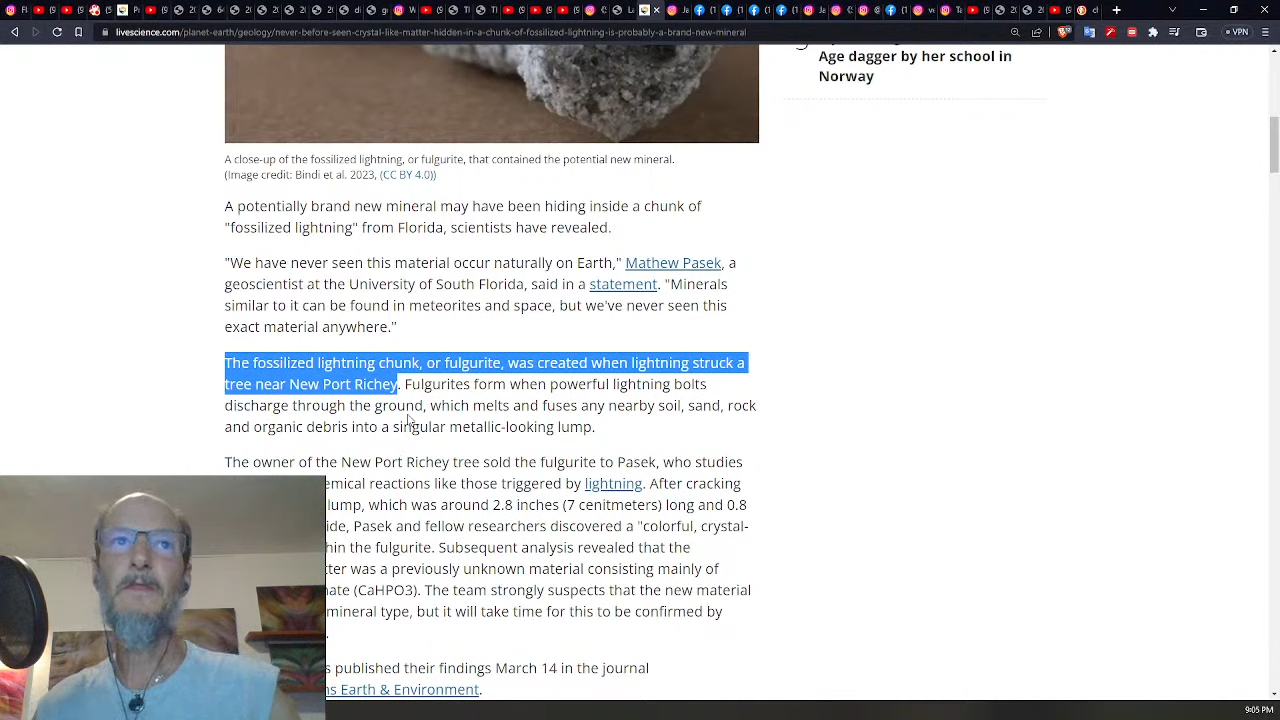 livescience.com/planet-earth/geology/never-before-seen-crystal-like-matter-hidden-in-a-chunk-of-fossilized-lightning-is-probably-a-brand-new-mineral
VPN
Age dagger by her school in
Norway
A close-up of the fossilized lightning, or fulgurite, that contained the potential new mineral.
(Image credit: Bindi et al. 2023, (CC BY 4.0))
A potentially brand new mineral may have been hiding inside a chunk of
"fossilized lightning" from Florida, scientists have revealed.
"We have never seen this material occur naturally on Earth," Mathew Pasek, a
geoscientist at the University of South Florida, said in a statement. "Minerals
similar to it can be found in meteorites and space, but we've never seen this
exact material anywhere."
The fossilized lightning chunk, or fulgurite, was created when lightning struck a
tree near New Port Richey. Fulgurites form when powerful lightning bolts
discharge through the ground, which melts and fuses any nearby soil, sand, rock
and organic debris into a singular metallic-looking lump.
The owner of the New Port Richey tree sold the fulgurite to Pasek, who studies
emical reactions like those triggered by lightning. After cracking
ump, which was around 2.8 inches (7 cenitmeters) long and 0.8
ide, Pasek and fellow researchers discovered a "colorful, crystal-
hin the fulgurite. Subsequent analysis revealed that the
tter was a previously unknown material consisting mainly of
nate (CaHPO3). The team strongly suspects that the new material
mineral type, but it will take time for this to be confirmed by
s published their findings March 14 in the journal
ns Earth & Environment.
9:05 PM